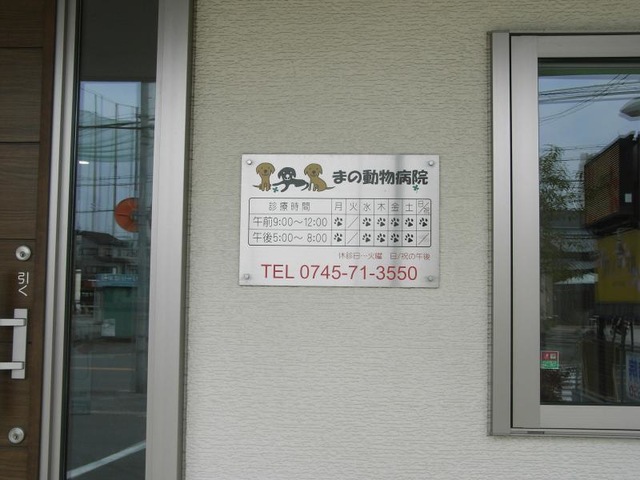 まの動物病院
診療時間 月 火 水 木 金 土 日/祝
午前9:00〜12:00
午後5:00〜 8:00
休診日…火曜 日/祝の午後
TEL 0745-71-3550
引く